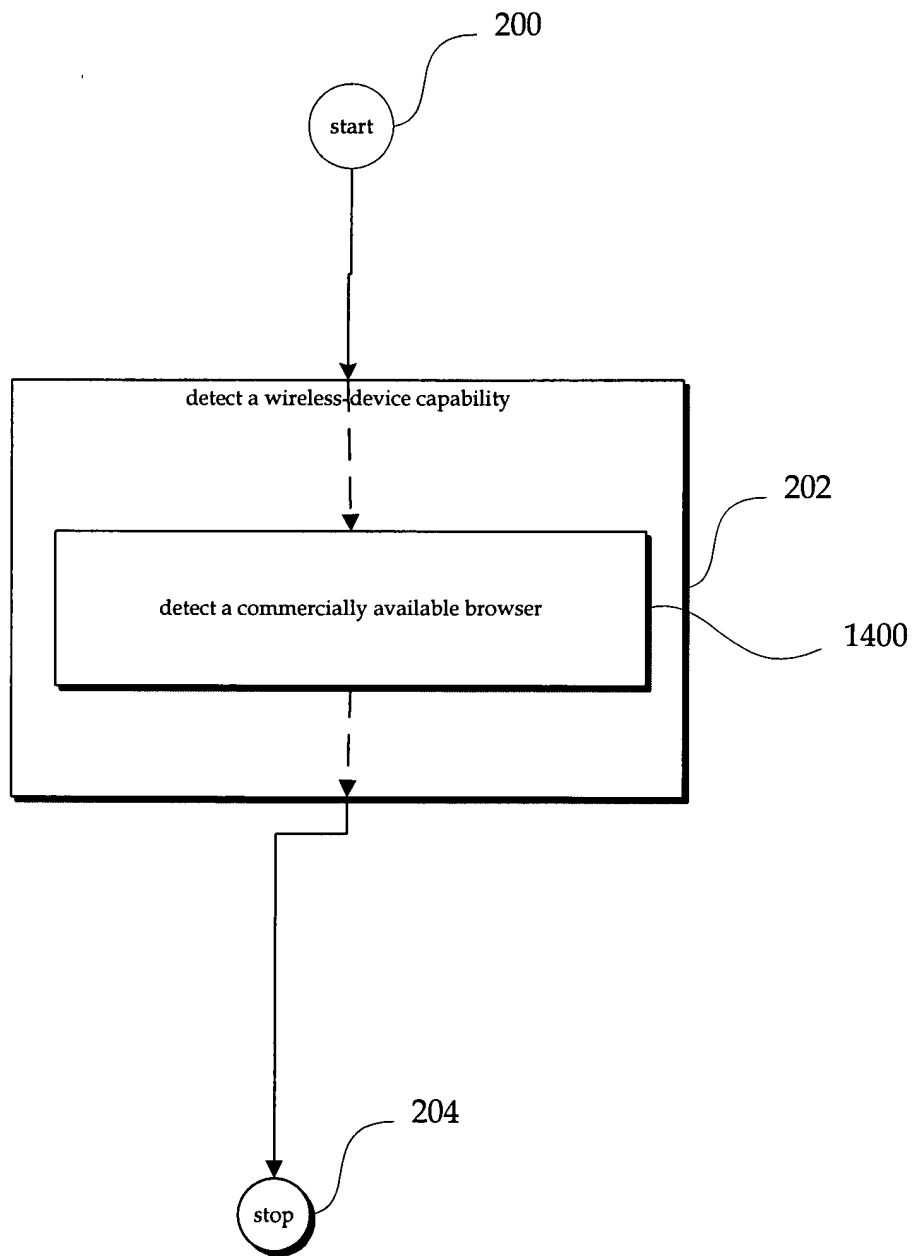 200
start
detect a wireless-device capability
202
detect a commercially available browser
1400
204
stop